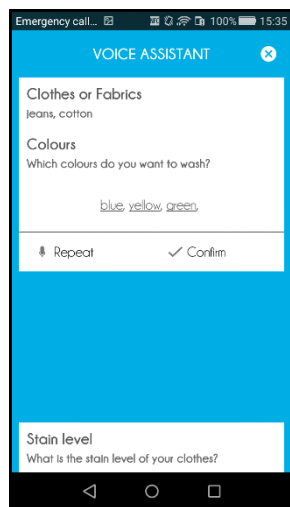 Emergency call... 100% 15:35
VOICE ASSISTANT
Clothes or Fabrics
jeans, cotton
Colours
Which colours do you want to wash?
blue, yellow, green,
Repeat Confirm
Stain level
What is the stain level of your clothes?